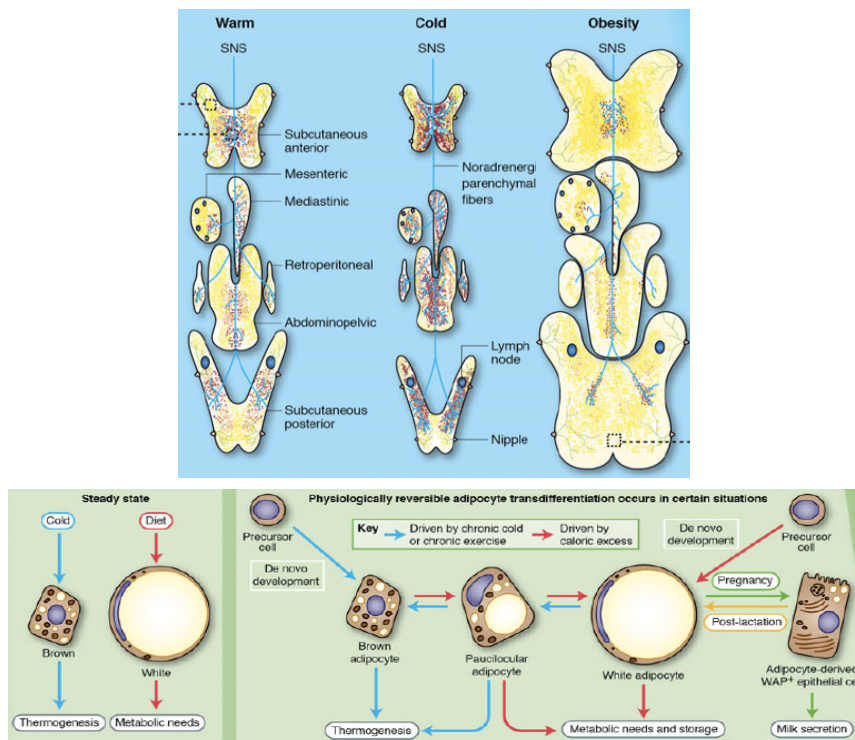 Warm
Cold
Obesity
SNS
SNS
SNS
Subcutaneous
anterior
Mesenteric
Mediastinic
Retroperitoneal
Abdominopelvic
Subcutaneous
posterior
Noradrenergi
parenchymal
fibers
Lymph
node
Nipple
Steady state
Cold
Diet
Brown
White
Thermogenesis
Metabolic needs
Physiologically reversible adipocyte transdifferentiation occurs in certain situations
Precursor
cell
Key
Driven by chronic cold
or chronic exercise
Driven by
caloric excess
De novo
development
Precursor
cell
De novo
development
Pregnancy
Post-lactation
Brown
adipocyte
Paucilocular
adipocyte
White adipocyte
Adipocyte-derived
WAP+ epithelial ce
Thermogenesis
Metabolic needs and storage
Milk secretion